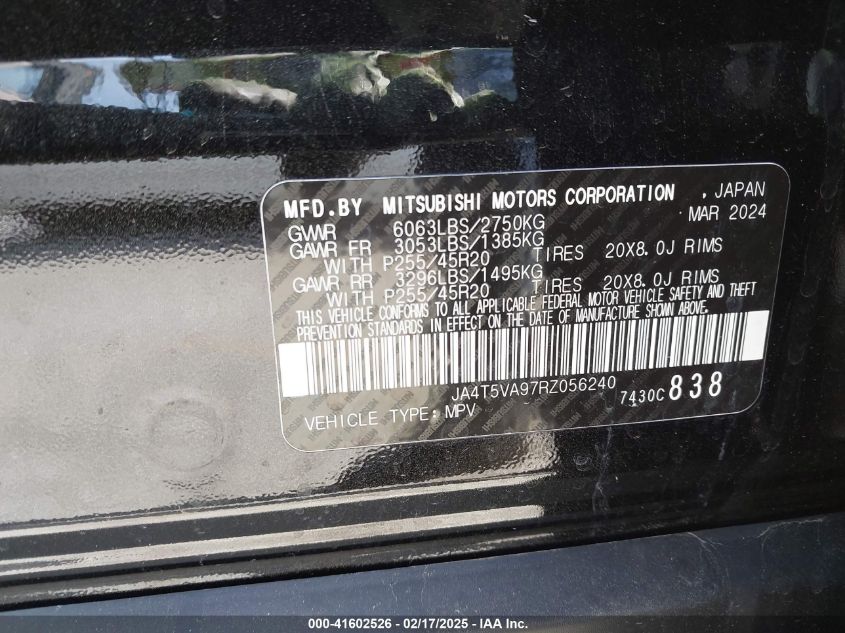 MFD.BY MITSUBISHI MOTORS CORPORATION , JAPAN
MAR 2024
GVWR 6063LBS/2750KG
GAWR FR 3053LBS/1385KG
WITH P255/45R20 TIRES 20X8.0J RIMS
GAWR RR 3296LBS/1495KG
WITH P255/45R20 TIRES 20X8.0J RIMS
THIS VEHICLE CONFORMS TO ALL APPLICABLE FEDERAL MOTOR VEHICLE SAFETY AND THEFT
PREVENTION STANDARDS IN EFFECT ON THE DATE OF MANUFACTURE SHOWN ABOVE.
JA4T5VA97RZ056240
7430C 838
VEHICLE TYPE: MPV
000-41602526 - 02/17/2025 - IAAI.com